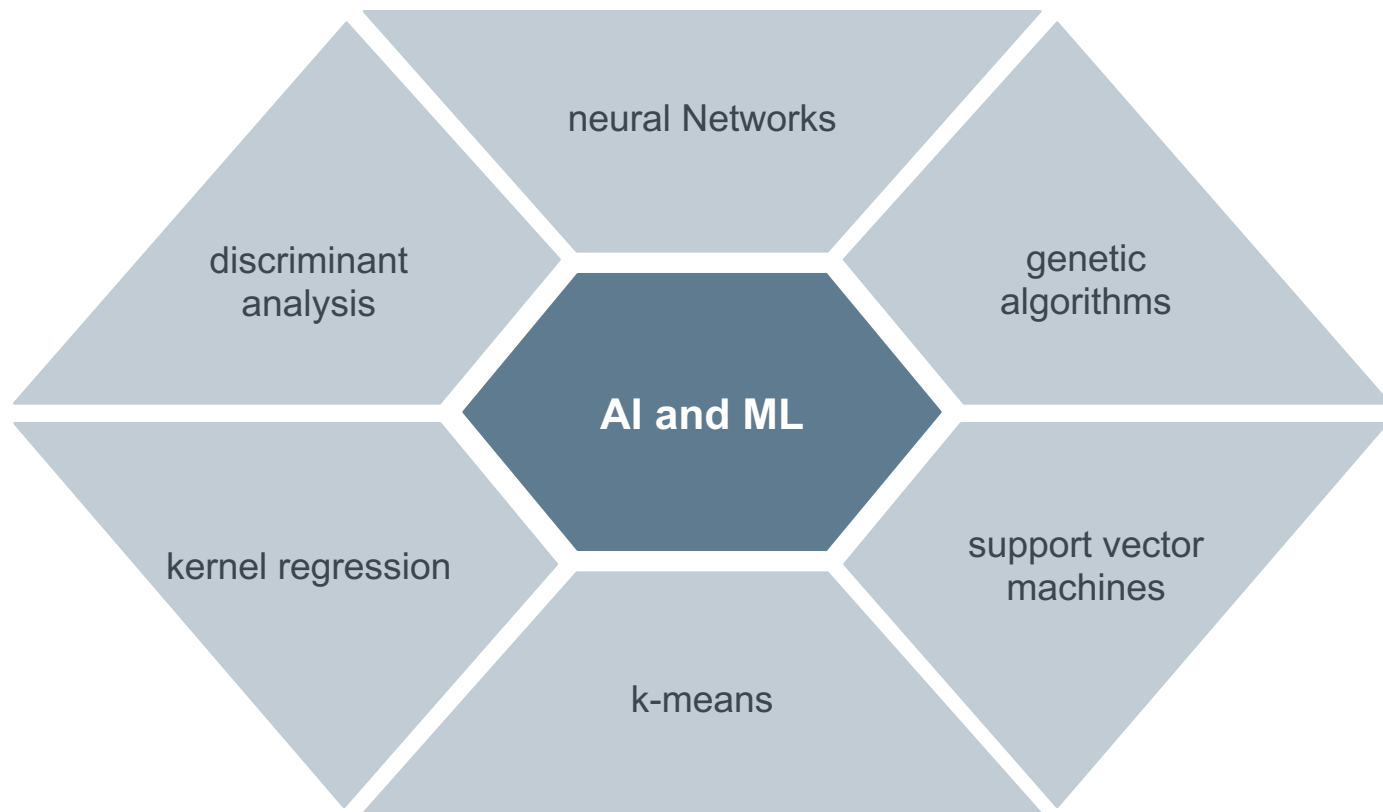 neural Networks
discriminant
analysis
genetic
algorithms
AI and ML
kernel regression
support vector
machines
k-means